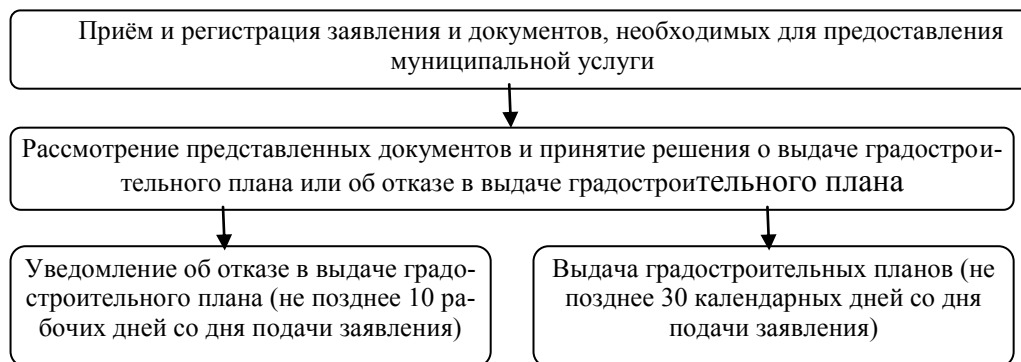 Приём и регистрация заявления и документов, необходимых для предоставления
муниципальной услуги
Рассмотрение представленных документов и принятие решения о выдаче градострои-
тельного плана или об отказе в выдаче градостроительного плана
Уведомление об отказе в выдаче градо-
строительного плана (не позднее 10 ра-
бочих дней со дня подачи заявления)
Выдача градостроительных планов (не
позднее 30 календарных дней со дня
подачи заявления)